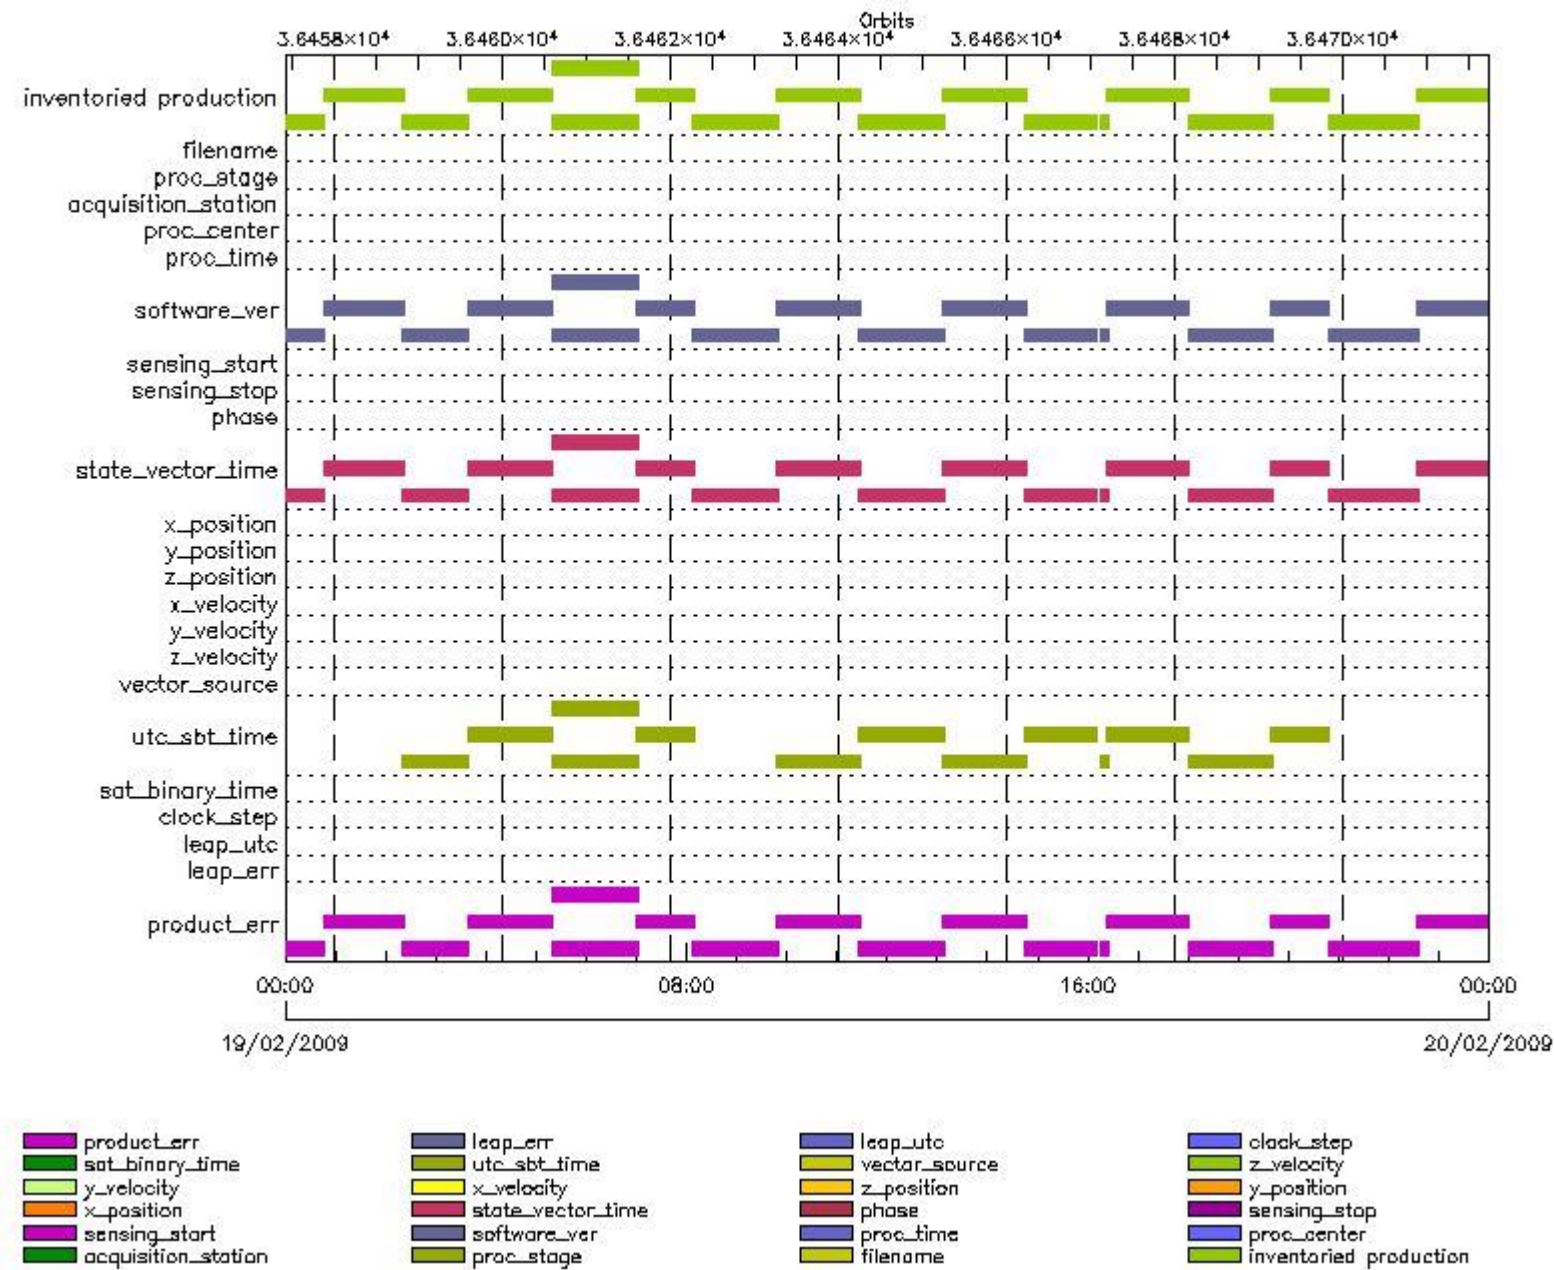 Orbits
3.6458×10⁴ 3.6460×10⁴ 3.6462×10⁴ 3.6464×10⁴ 3.6466×10⁴ 3.6468×10⁴ 3.6470×10⁴
inventoried production
filename
proc_stage
acquisition_station
proc_center
proc_time
software_ver
sensing_start
sensing_stop
phase
state_vector_time
x_position
y_position
z_position
x_velocity
y_velocity
z_velocity
vector_source
utc_sbt_time
sat_binary_time
clock_step
leap_utc
leap_err
product_err
00:00 08:00 16:00 00:00
19/02/2009 20/02/2009
product_err leap_err leap_utc clock_step
sat_binary_time utc_sbt_time vector_source z_velocity
y_velocity x_velocity z_position y_position
x_position state_vector_time phase sensing_stop
sensing_start software_ver proc_time proc_center
acquisition_station proc_stage filename inventoried production